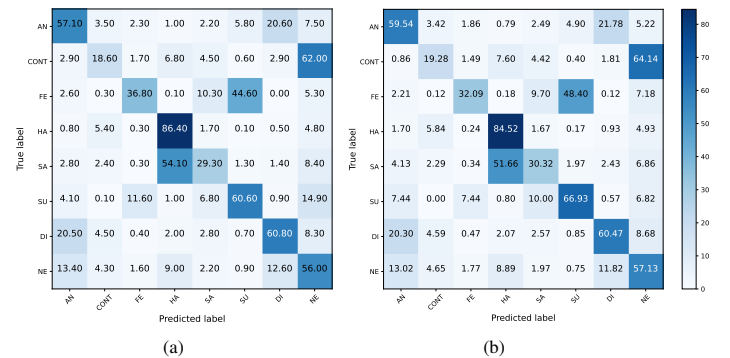 AN 57.10 3.50 2.30 1.00 2.20 5.80 20.60 7.50
CONT 2.90 18.60 1.70 6.80 4.50 0.60 2.90 62.00
FE 2.60 0.30 36.80 0.10 10.30 44.60 0.00 5.30
HA 0.80 5.40 0.30 86.40 1.70 0.10 0.50 4.80
SA 2.80 2.40 0.30 54.10 29.30 1.30 1.40 8.40
SU 4.10 0.10 11.60 1.00 6.80 60.60 0.90 14.90
DI 20.50 4.50 0.40 2.00 2.80 0.70 60.80 8.30
NE 13.40 4.30 1.60 9.00 2.20 0.90 12.60 56.00
AN CONT FE HA SA SU DI NE
True label
Predicted label
(a)
AN 59.54 3.42 1.86 0.79 2.49 4.90 21.78 5.22
CONT 0.86 19.28 1.49 7.60 4.42 0.40 1.81 64.14
FE 2.21 0.12 32.09 0.18 9.70 48.40 0.12 7.18
HA 1.70 5.84 0.24 84.52 1.67 0.17 0.93 4.93
SA 4.13 2.29 0.34 51.66 30.32 1.97 2.43 6.86
SU 7.44 0.00 7.44 0.80 10.00 66.93 0.57 6.82
DI 20.30 4.59 0.47 2.07 2.57 0.85 60.47 8.68
NE 13.02 4.65 1.77 8.89 1.97 0.75 11.82 57.13
AN CONT FE HA SA SU DI NE
True label
Predicted label
(b)
80
70
60
50
40
30
20
10
0